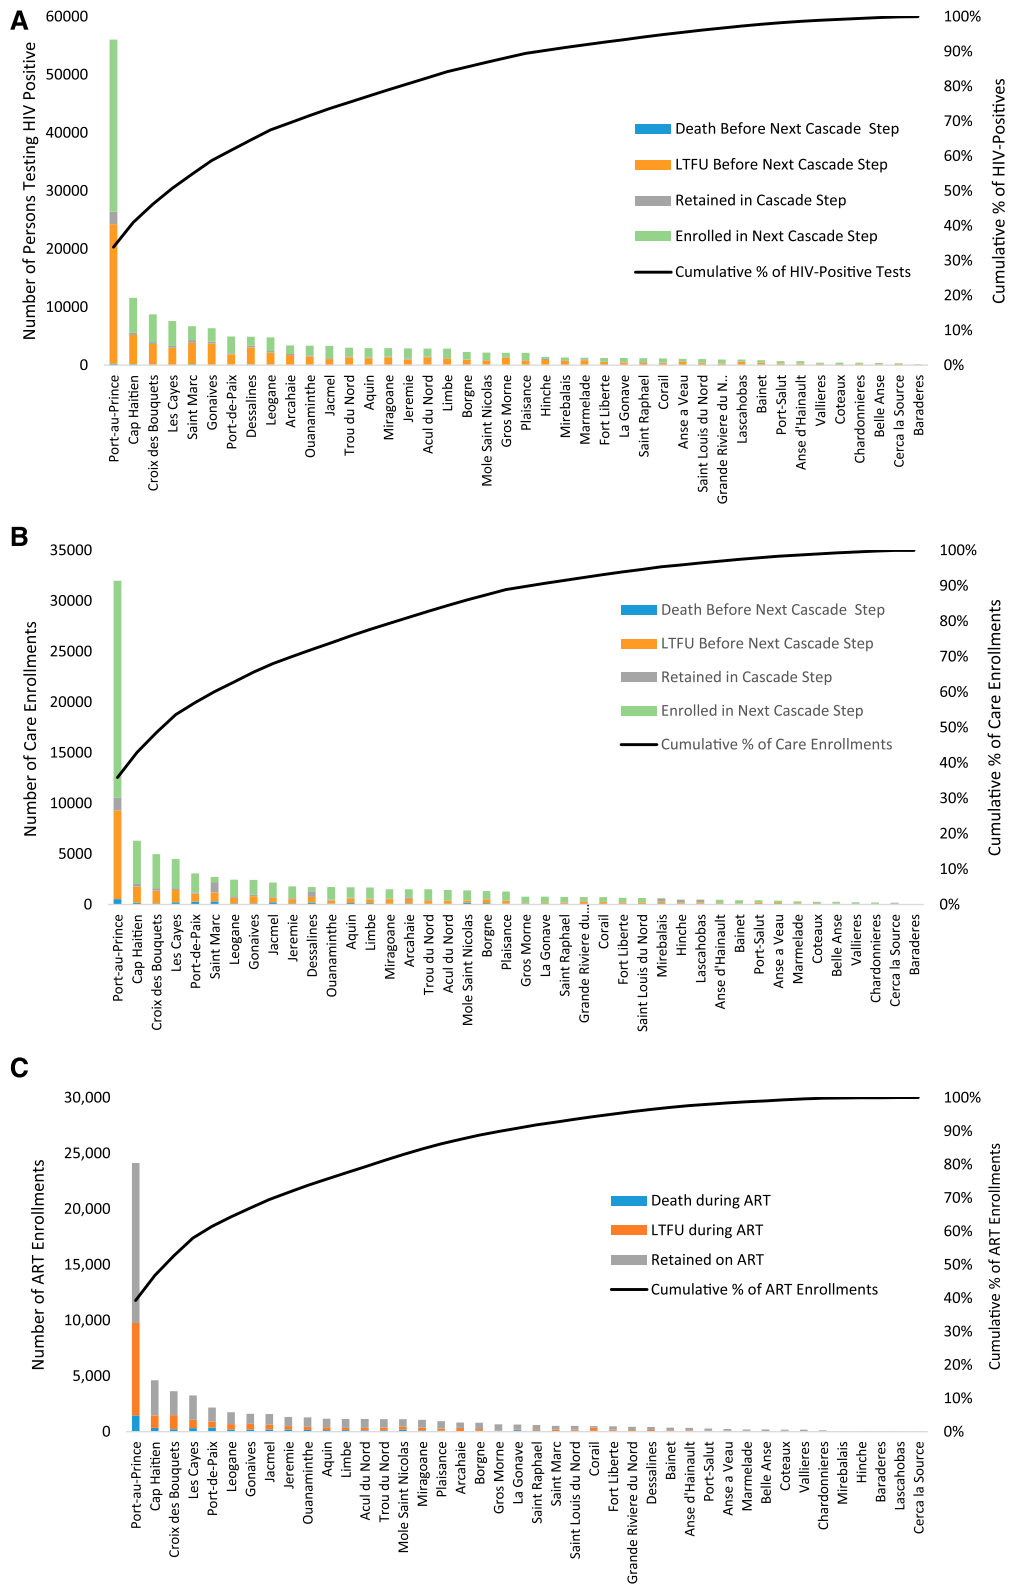 A
Number of Persons Testing HIV Positive
60000
50000
40000
30000
20000
10000
0
100%
90%
80%
70%
60%
50%
40%
30%
20%
10%
0%
Cumulative % of HIV-Positives
Death Before Next Cascade Step
LTFU Before Next Cascade Step
Retained in Cascade Step
Enrolled in Next Cascade Step
Cumulative % of HIV-Positive Tests
Port-au-Prince
Cap Haitien
Croix des Bouquets
Les Cayes
Saint Marc
Gonaives
Port-de-Paix
Dessalines
Leogane
Arcahaie
Ouanaminthe
Jacmel
Trou du Nord
Aquin
Miragoane
Jeremie
Acul du Nord
Limbe
Borgne
Mole Saint Nicolas
Gros Morne
Plaisance
Hinche
Mirebalais
Marmelade
Fort Liberte
La Gonave
Saint Raphael
Corail
Anse a Veau
Saint Louis du Nord
Grande Riviere du N..
Lascahobas
Bainet
Port-Salut
Anse d'Hainault
Vallieres
Coteaux
Chardonnieres
Belle Anse
Cerca la Source
Baraderes
B
Number of Care Enrollments
35000
30000
25000
20000
15000
10000
5000
0
100%
90%
80%
70%
60%
50%
40%
30%
20%
10%
0%
Cumulative % of Care Enrollments
Death Before Next Cascade Step
LTFU Before Next Cascade Step
Retained in Cascade Step
Enrolled in Next Cascade Step
Cumulative % of Care Enrollments
Port-au-Prince
Cap Haitien
Croix des Bouquets
Les Cayes
Port-de-Paix
Saint Marc
Leogane
Gonaives
Jacmel
Jeremie
Dessalines
Ouanaminthe
Aquin
Limbe
Miragoane
Arcahaie
Trou du Nord
Acul du Nord
Mole Saint Nicolas
Borgne
Plaisance
Gros Morne
La Gonave
Saint Raphael
Grande Riviere du...
Corail
Fort Liberte
Saint Louis du Nord
Mirebalais
Hinche
Lascahobas
Anse d'Hainault
Bainet
Port-Salut
Anse a Veau
Marmelade
Coteaux
Belle Anse
Vallieres
Chardonnieres
Cerca la Source
Baraderes
C
Number of ART Enrollments
30,000
25,000
20,000
15,000
10,000
5,000
0
100%
90%
80%
70%
60%
50%
40%
30%
20%
10%
0%
Cumulative % of ART Enrollments
Death during ART
LTFU during ART
Retained on ART
Cumulative % of ART Enrollments
Port-au-Prince
Cap Haitien
Croix des Bouquets
Les Cayes
Port-de-Paix
Leogane
Gonaives
Jacmel
Jeremie
Ouanaminthe
Aquin
Limbe
Acul du Nord
Trou du Nord
Mole Saint Nicolas
Miragoane
Plaisance
Arcahaie
Borgne
Gros Morne
La Gonave
Saint Raphael
Saint Marc
Saint Louis du Nord
Corail
Fort Liberte
Grande Riviere du Nord
Dessalines
Bainet
Anse d'Hainault
Port-Salut
Anse a Veau
Marmelade
Belle Anse
Coteaux
Vallieres
Chardonnieres
Mirebalais
Hinche
Baraderes
Lascahobas
Cerca la Source